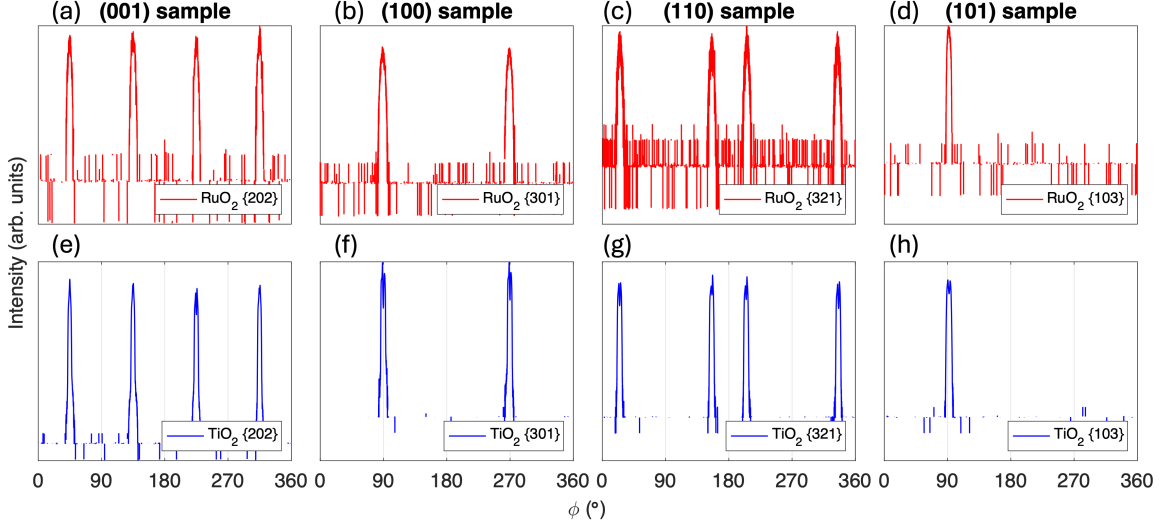 (a) (001) sample
(b) (100) sample
(c) (110) sample
(d) (101) sample
Intensity (arb. units)
RuO2 {202}
RuO2 {301}
RuO2 {321}
RuO2 {103}
(e)
(f)
(g)
(h)
TiO2 {202}
TiO2 {301}
TiO2 {321}
TiO2 {103}
0 90 180 270 360
0 90 180 270 360
0 90 180 270 360
0 90 180 270 360
ϕ (°)